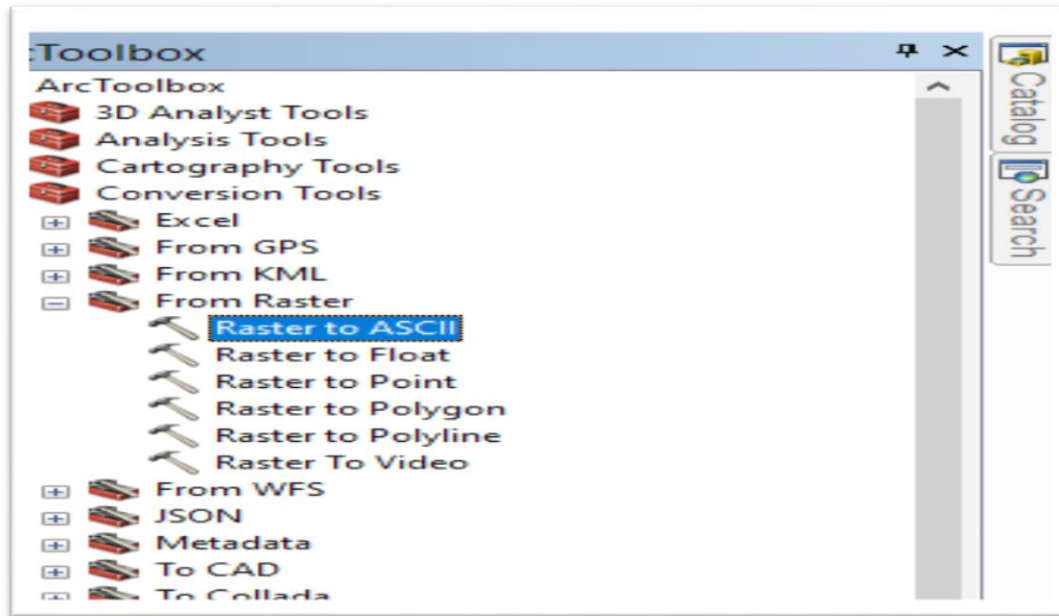 :Toolbox
ArcToolbox
3D Analyst Tools
Analysis Tools
Cartography Tools
Conversion Tools
Excel
From GPS
From KML
From Raster
Raster to ASCII
Raster to Float
Raster to Point
Raster to Polygon
Raster to Polyline
Raster To Video
From WFS
JSON
Metadata
To CAD
To Collada
Catalog
Search